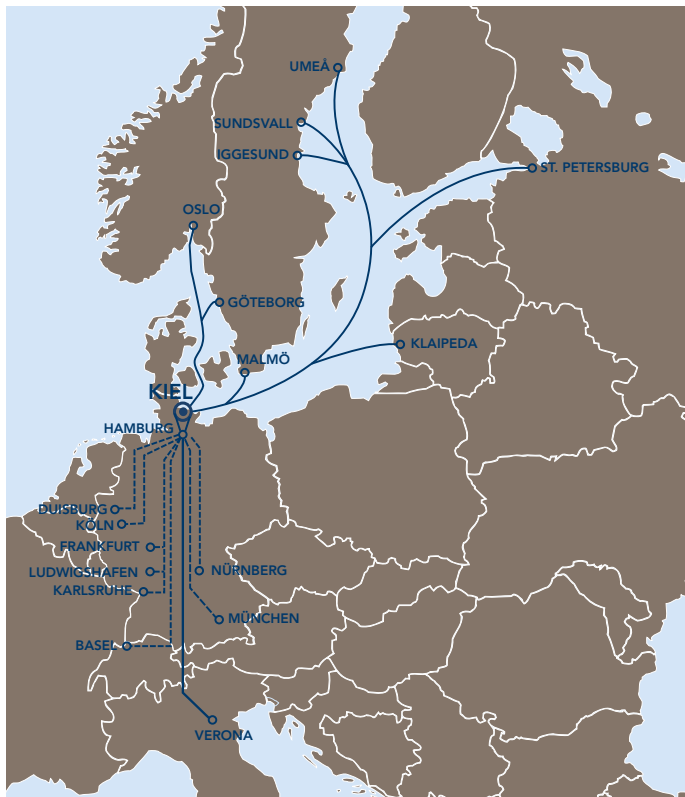 UMEÅ
SUNDSVALL
IGGESUND
ST. PETERSBURG
OSLO
GÖTEBORG
KLAIPEDA
MALMÖ
KIEL
HAMBURG
DUISBURG
KÖLN
FRANKFURT
LUDWIGSHAFEN
NÜRNBERG
KARLSRUHE
MÜNCHEN
BASEL
VERONA